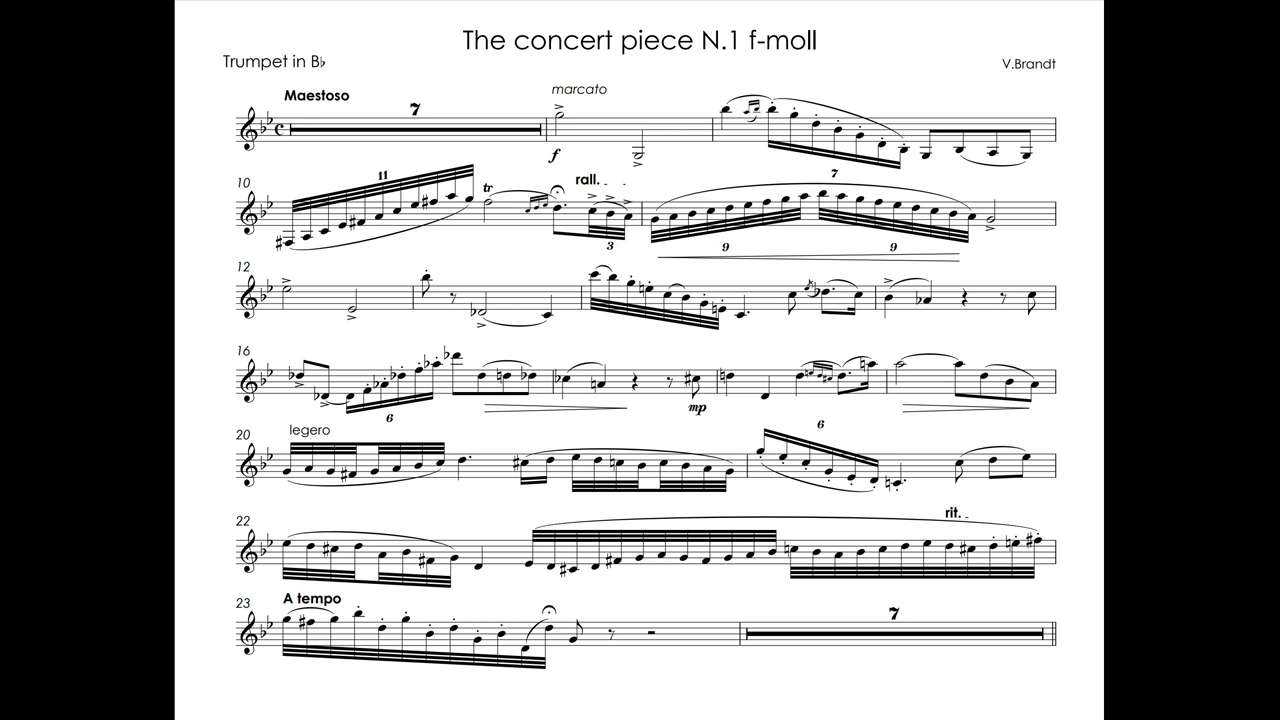 The concert piece N.1 f-moll
Trumpet in B♭
V.Brandt
Maestoso
7
marcato
f
10
11
tr
rall.
3
7
9
9
12
16
6
mp
20
legero
6
22
rit.
23
A tempo
7